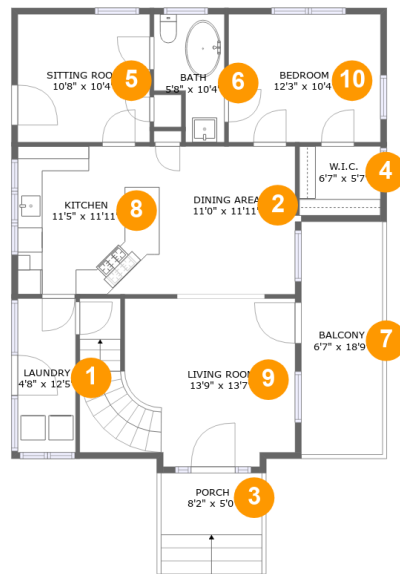 SITTING ROO
10'8" x 10'4
5
BATH
5'8" x 10'4"
6
BEDROOM
12'3" x 10'4
10
W.I.C.
6'7" x 5'7
4
KITCHEN
11'5" x 11'11
8
DINING AREA
11'0" x 11'11"
2
BALCONY
6'7" x 18'9
7
LAUNDRY
4'8" x 12'5
1
LIVING ROOM
13'9" x 13'7
9
PORCH
8'2" x 5'0
3